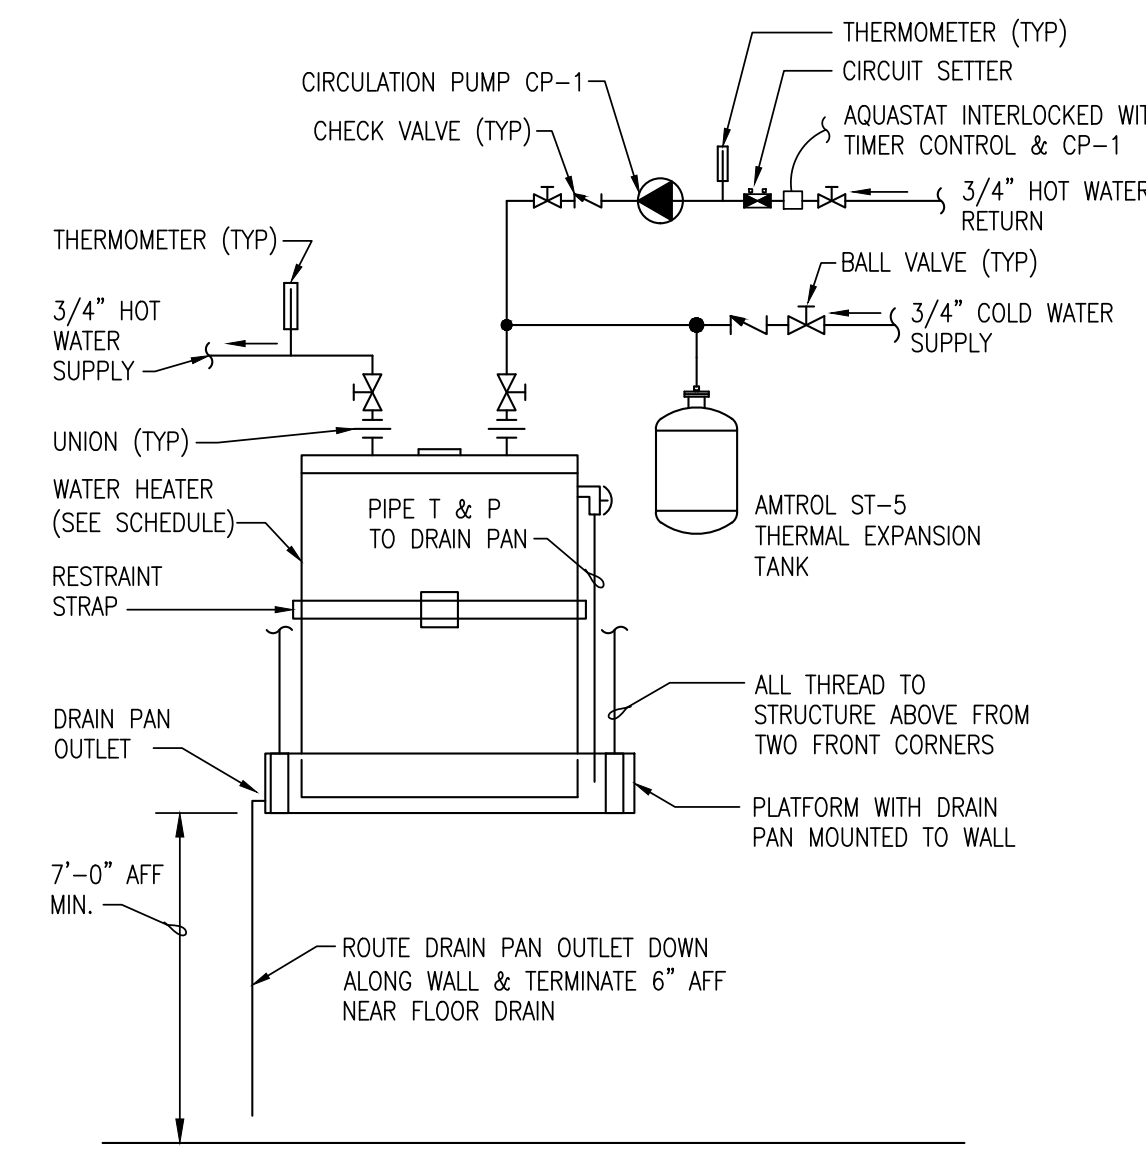 THERMOMETER (TYP)
CIRCUIT SETTER
CIRCULATION PUMP CP-1
CHECK VALVE (TYP)
AQUASTAT INTERLOCKED
TIMER CONTROL & CP-1
3/4" HOT WATER
RETURN
THERMOMETER (TYP)
BALL VALVE (TYP)
3/4" HOT
WATER
SUPPLY
3/4" COLD WATER
SUPPLY
UNION (TYP)
WATER HEATER
(SEE SCHEDULE)
PIPE T & P
TO DRAIN PAN
AMTROL ST-5
THERMAL EXPANSION
TANK
RESTRAINT
STRAP
ALL THREAD TO
STRUCTURE ABOVE FROM
TWO FRONT CORNERS
DRAIN PAN
OUTLET
PLATFORM WITH DRAIN
PAN MOUNTED TO WALL
7'-0" AFF
MIN.
ROUTE DRAIN PAN OUTLET DOWN
ALONG WALL & TERMINATE 6" AFF
NEAR FLOOR DRAIN